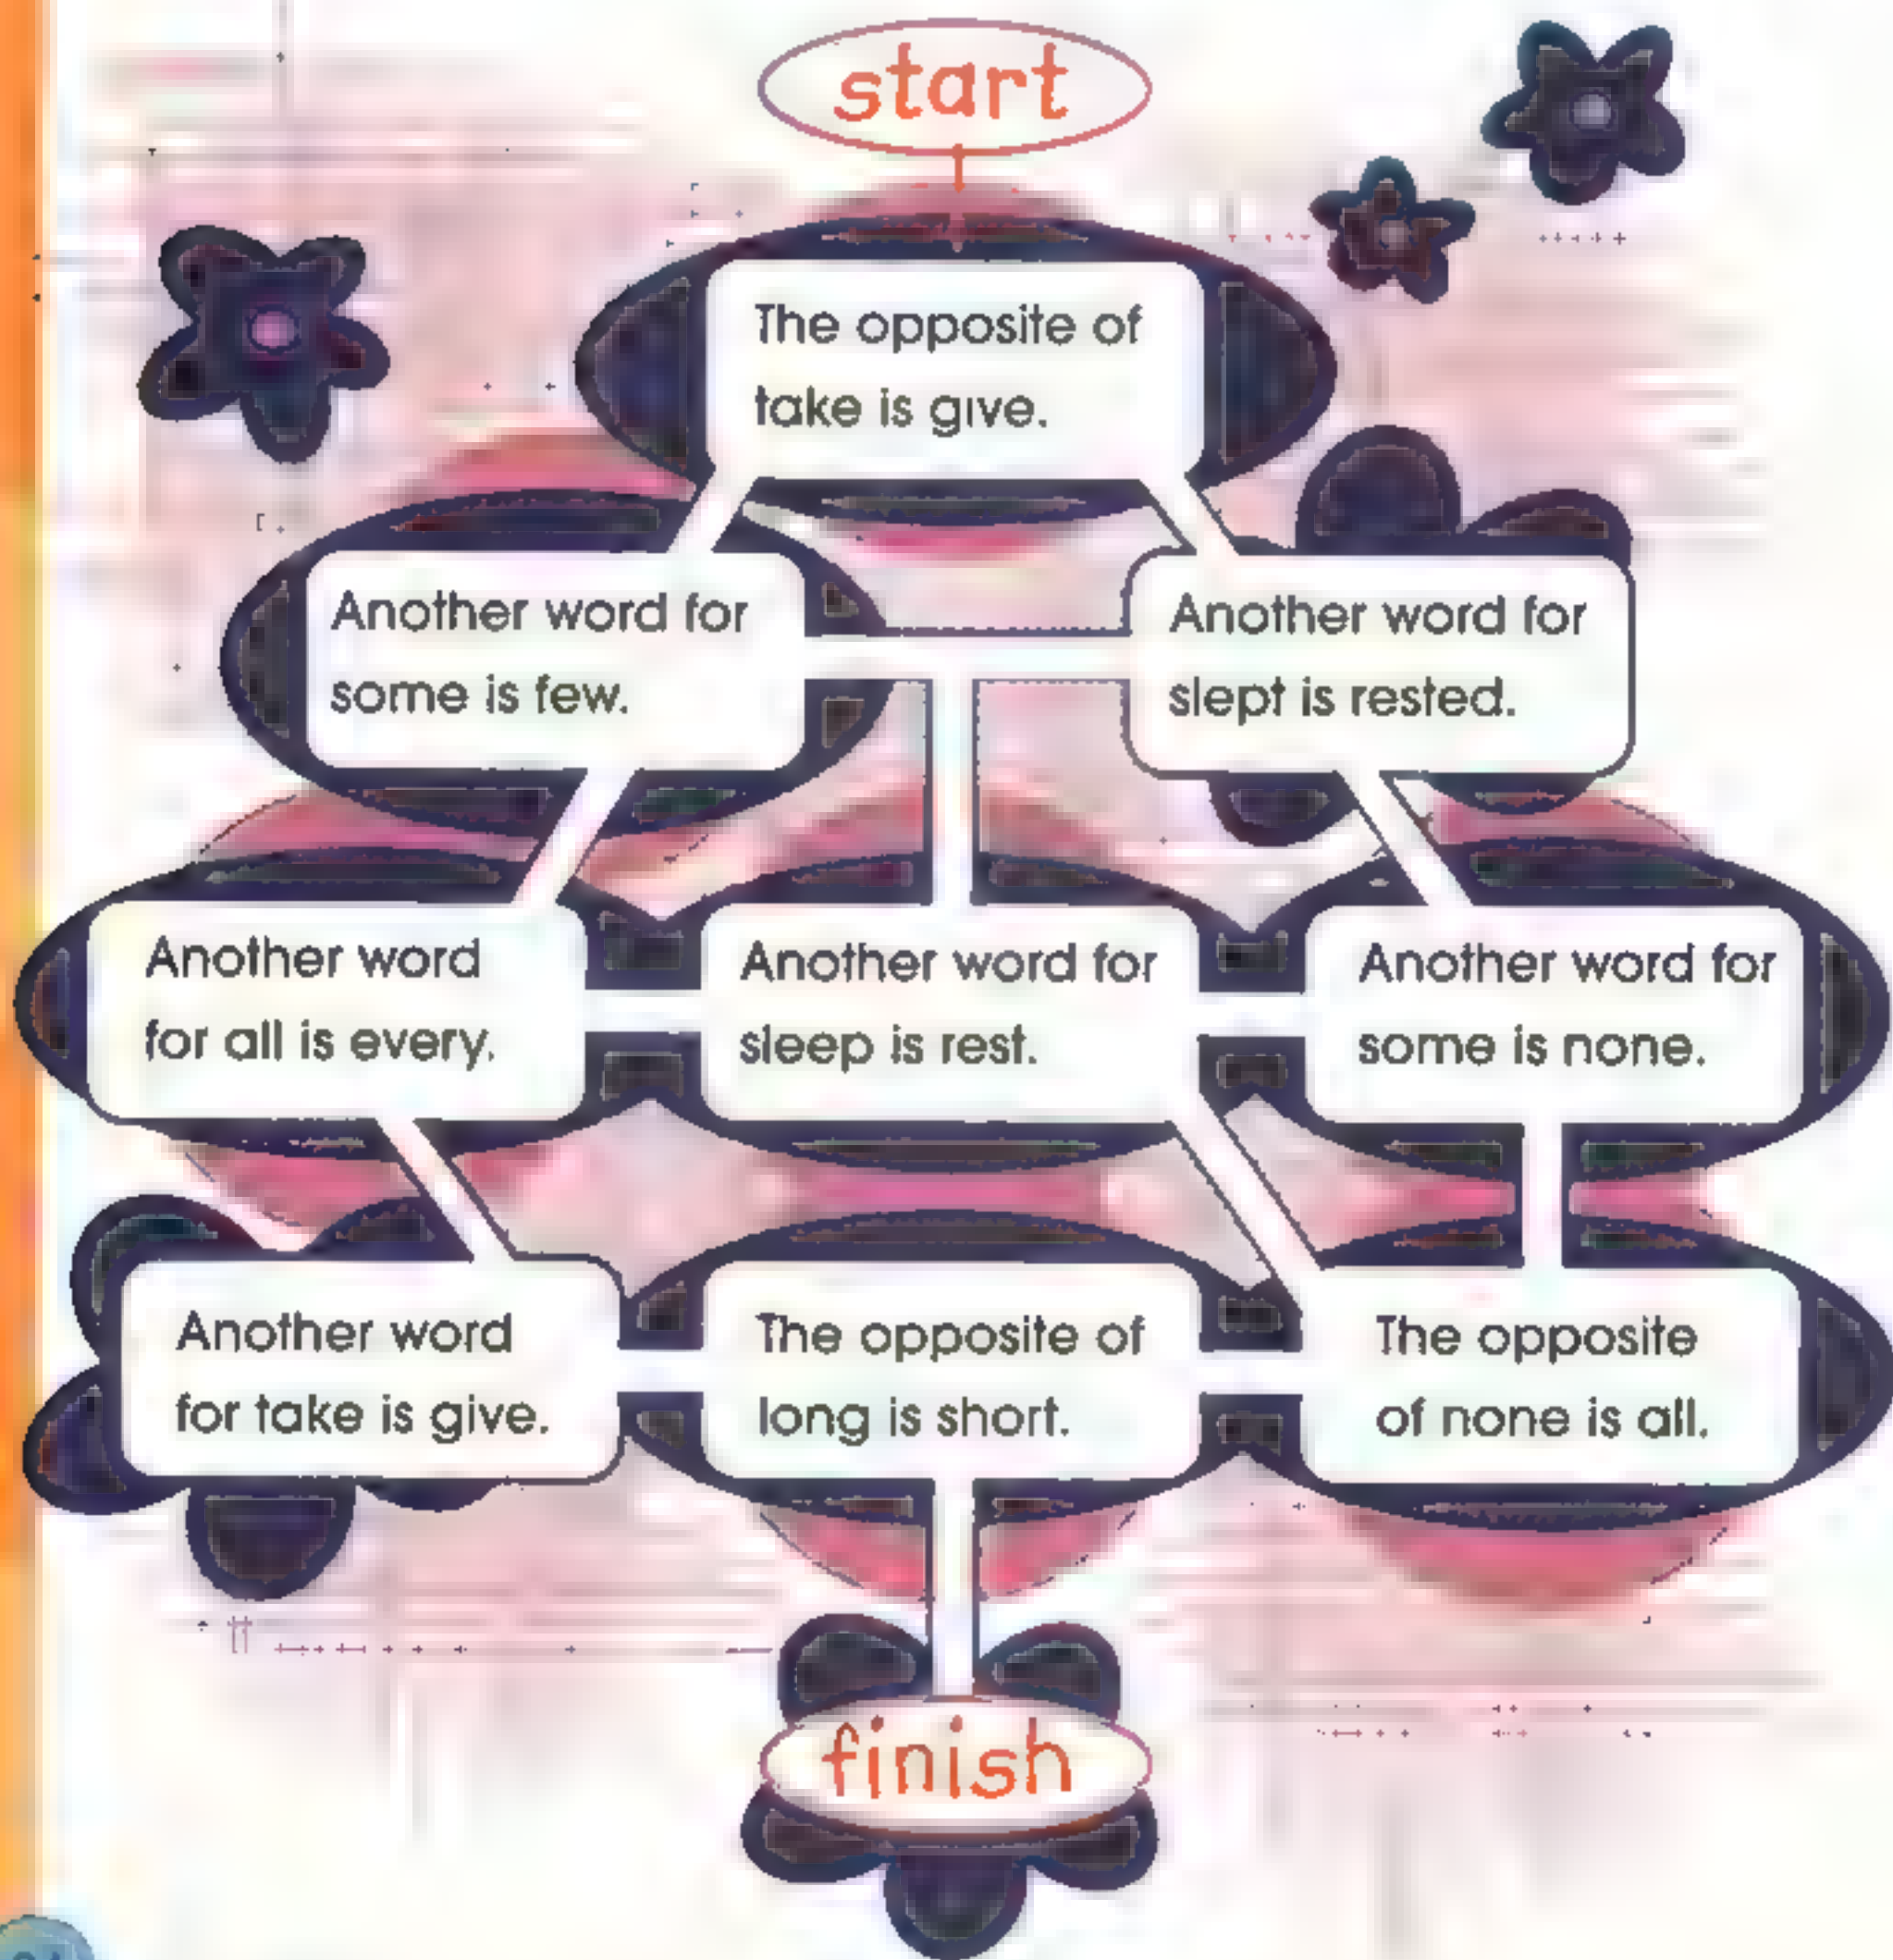 start
The opposite of
take is give.
Another word for
some is few.
Another word for
slept is rested.
Another word
for all is every.
Another word for
sleep is rest.
Another word for
some is none.
Another word
for take is give.
The opposite of
long is short.
The opposite
of none is all.
finish